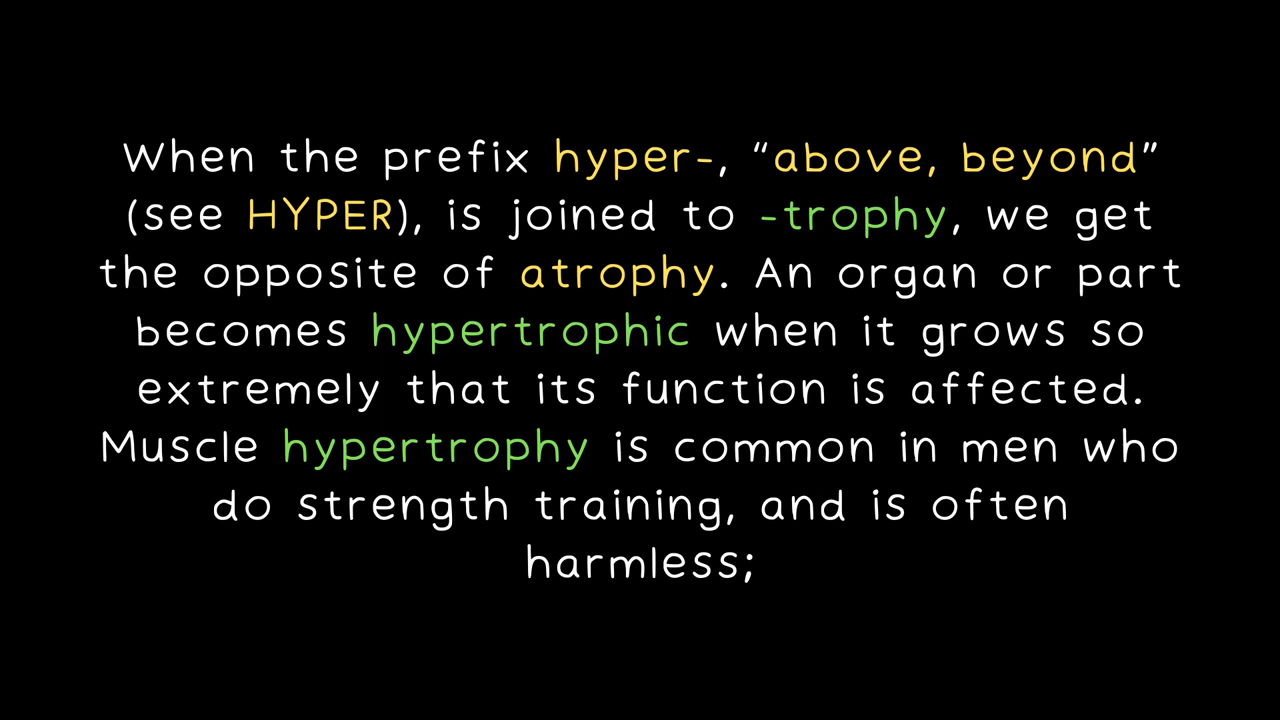 When the prefix hyper-, “above, beyond”
(see HYPER), is joined to -trophy, we get
the opposite of atrophy. An organ or part
becomes hypertrophic when it grows so
extremely that its function is affected.
Muscle hypertrophy is common in men who
do strength training, and is often
harmless;